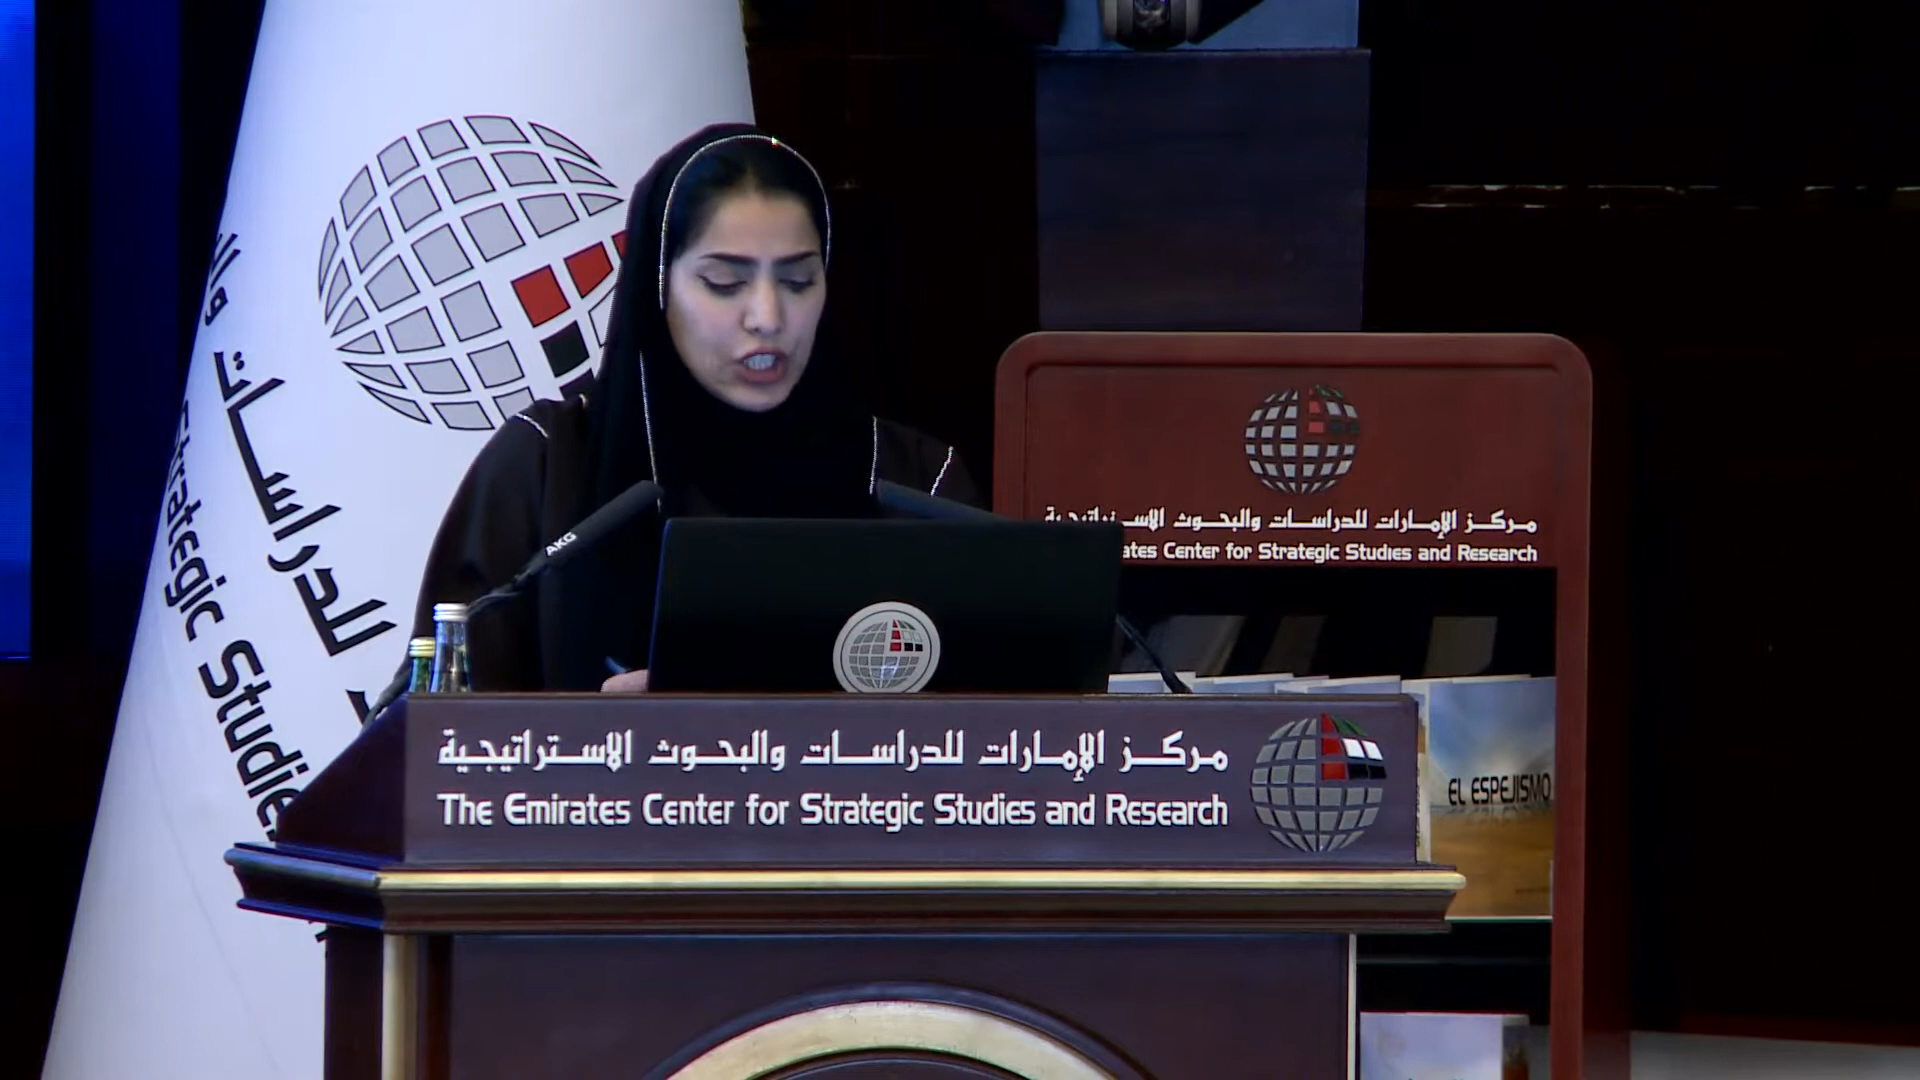 للدراسات
Strategic Studies
AKG
مركز الإمارات للدراسات والبحوث الاستراتيجية
Center for Strategic Studies and Research
مركز الإمارات للدراسات والبحوث الاستراتيجية
The Emirates Center for Strategic Studies and Research
EL ESPEJISMO